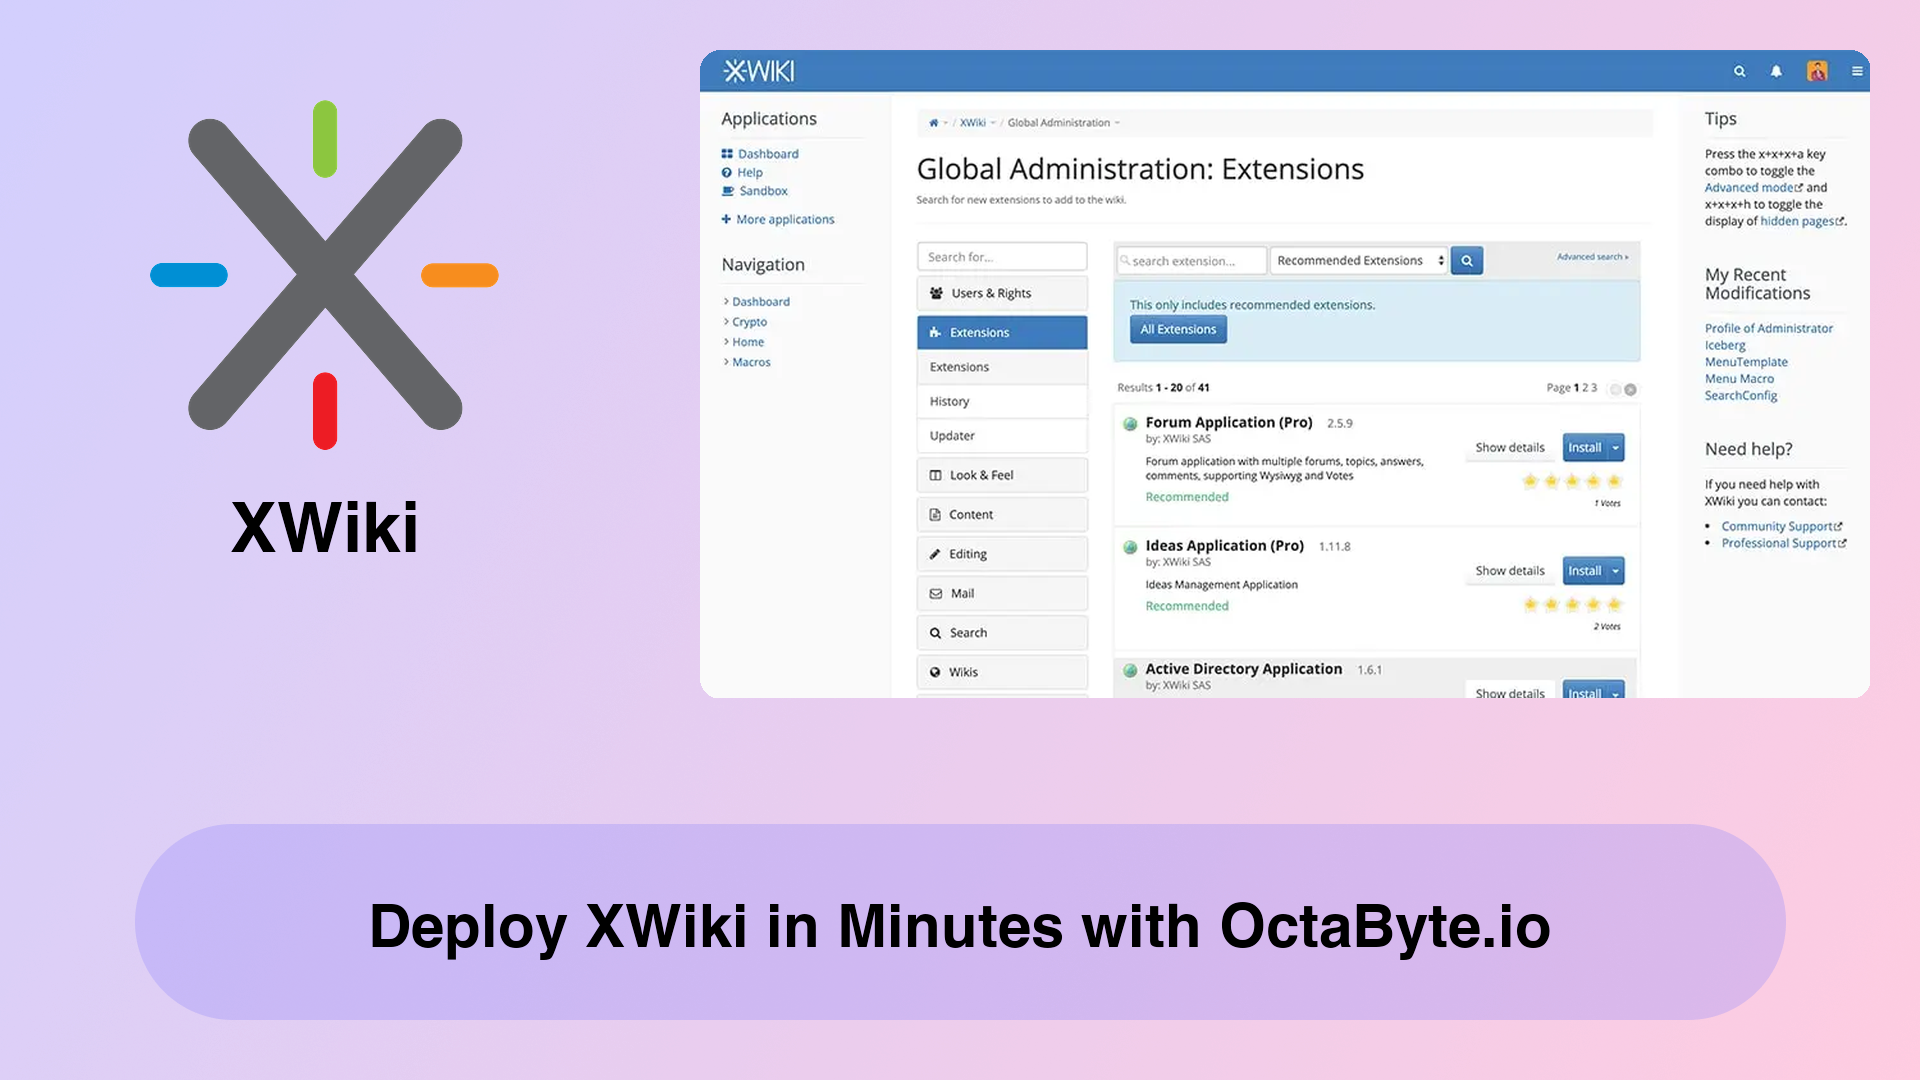 XWiki
XWIKI
Applications
Dashboard
Help
Sandbox
More applications
Navigation
Dashboard
Crypto
Home
Macros
/ XWiki / Global Administration
Global Administration: Extensions
Search for new extensions to add to the wiki.
Search for...
Users & Rights
Extensions
Extensions
History
Updater
Look & Feel
Content
Editing
Mail
Search
Wikis
search extension...
Recommended Extensions
Advanced search »
This only includes recommended extensions.
All Extensions
Results 1 - 20 of 41
Page 1 2 3
Forum Application (Pro) 2.5.9
by: XWiki SAS
Forum application with multiple forums, topics, answers,
comments, supporting Wysiwyg and Votes
Recommended
Show details
Install
1 Votes
Ideas Application (Pro) 1.11.8
by: XWiki SAS
Ideas Management Application
Recommended
Show details
Install
2 Votes
Active Directory Application 1.6.1
by: XWiki SAS
Show details
Install
Tips
Press the x+x+x+a key
combo to toggle the
Advanced mode and
x+x+x+h to toggle the
display of hidden pages.
My Recent
Modifications
Profile of Administrator
Iceberg
MenuTemplate
Menu Macro
SearchConfig
Need help?
If you need help with
XWiki you can contact:
• Community Support
• Professional Support
Deploy XWiki in Minutes with OctaByte.io